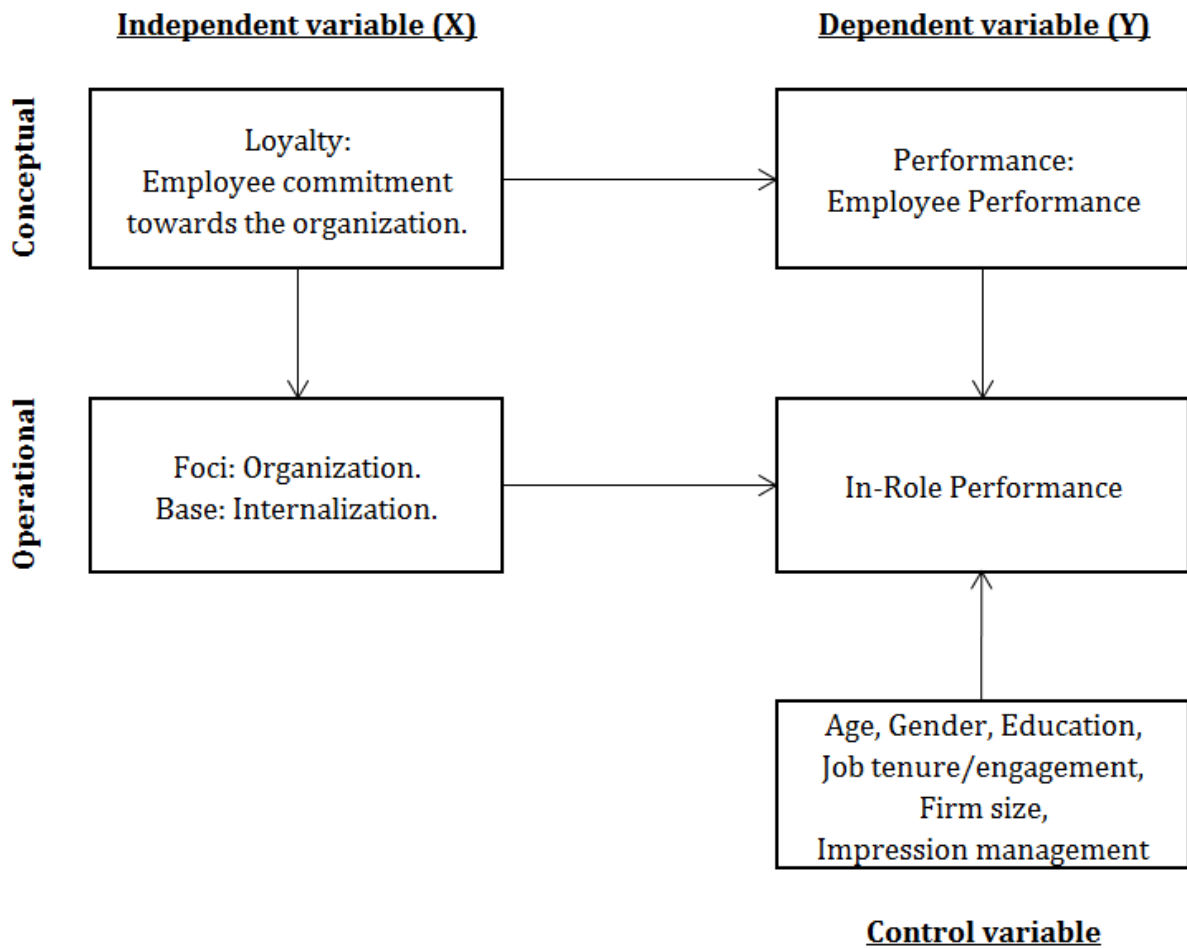 Independent variable (X)
Dependent variable (Y)
Conceptual
Loyalty:
Employee commitment
towards the organization.
Performance:
Employee Performance
Operational
Foci: Organization.
Base: Internalization.
In-Role Performance
Age, Gender, Education,
Job tenure/engagement,
Firm size,
Impression management
Control variable